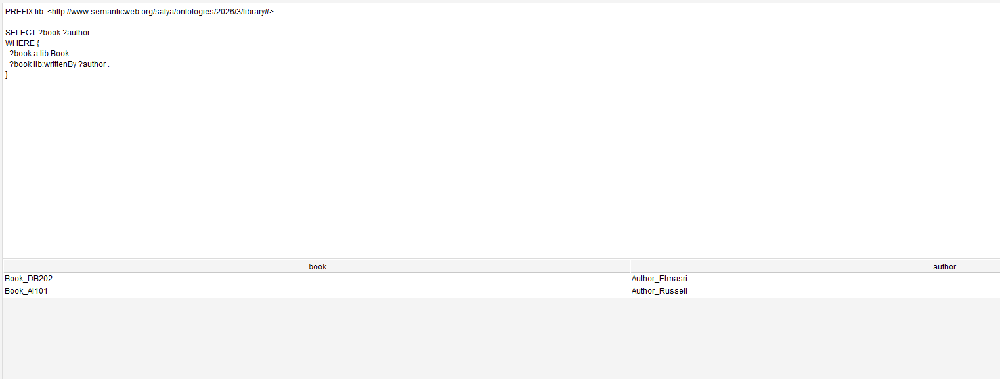 PREFIX lib: <http://www.semanticweb.org/satya/ontologies/2026/3/library#>
SELECT ?book ?author
WHERE {
?book a lib:Book .
?book lib:writtenBy ?author .
}
book author
Book_DB202 Author_Elmasri
Book_AI101 Author_Russell